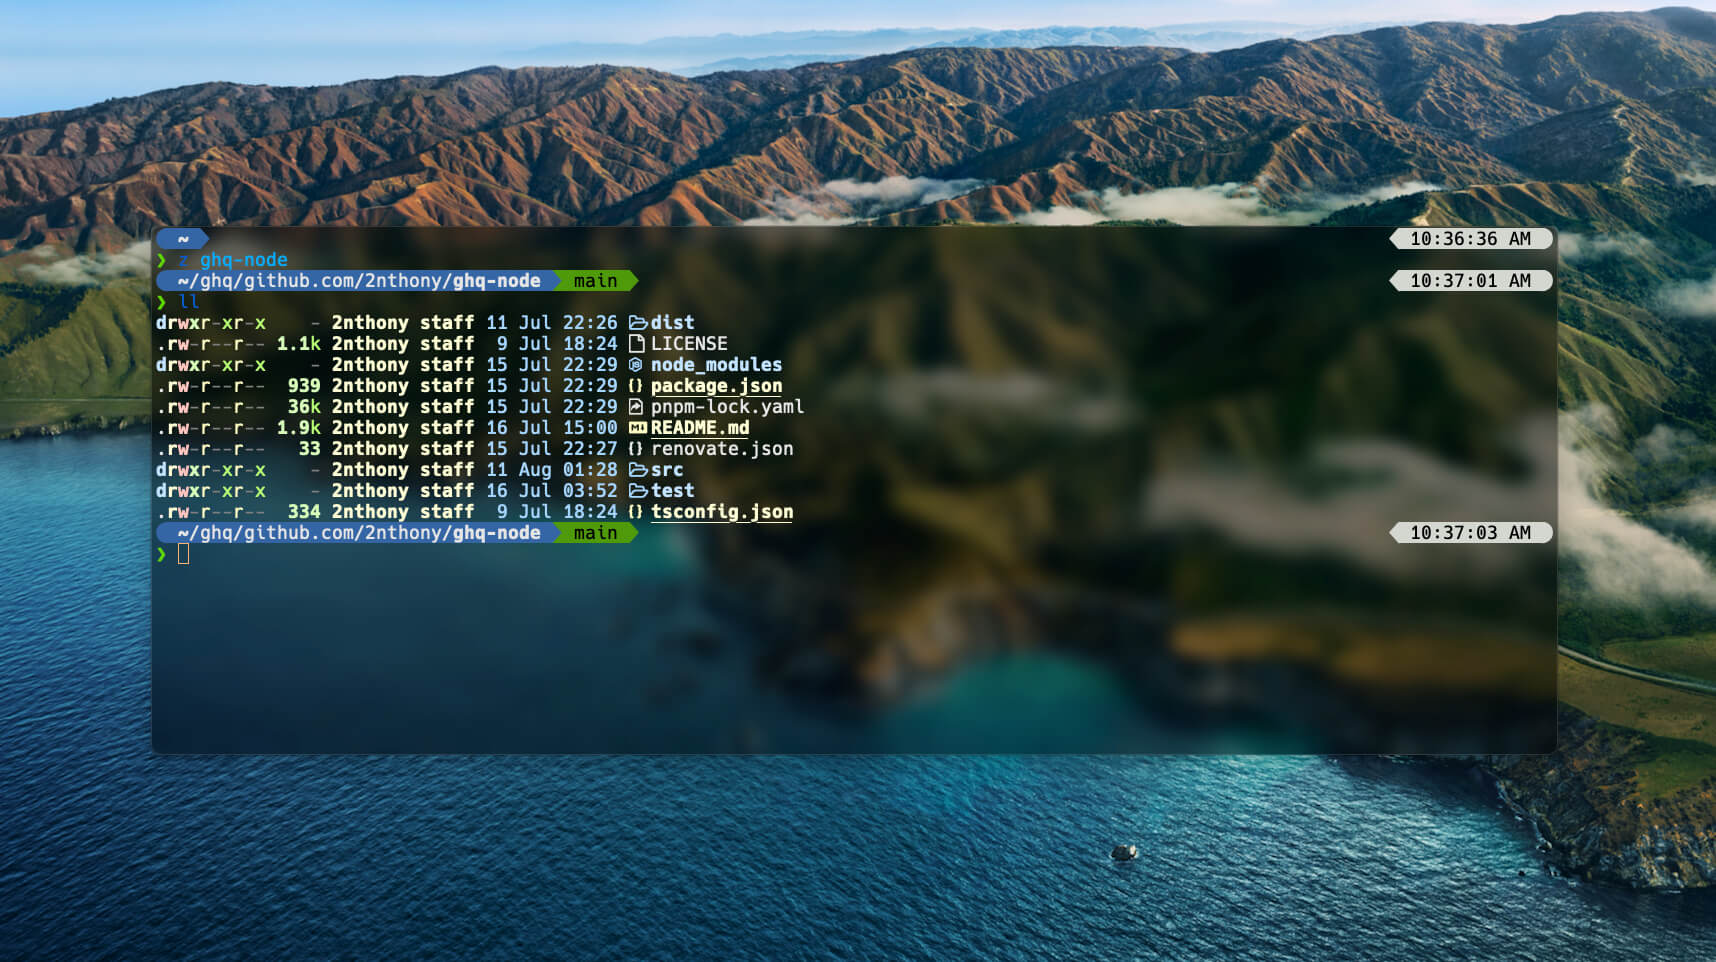 ~ 10:36:36 AM
❯ z ghq-node
~/ghq/github.com/2nthony/ghq-node main 10:37:01 AM
❯ ll
drwxr-xr-x - 2nthony staff 11 Jul 22:26 dist
.rw-r--r-- 1.1k 2nthony staff 9 Jul 18:24 LICENSE
drwxr-xr-x - 2nthony staff 15 Jul 22:29 node_modules
.rw-r--r-- 939 2nthony staff 15 Jul 22:29 {} package.json
.rw-r--r-- 36k 2nthony staff 15 Jul 22:29 pnpm-lock.yaml
.rw-r--r-- 1.9k 2nthony staff 16 Jul 15:00 README.md
.rw-r--r-- 33 2nthony staff 15 Jul 22:27 {} renovate.json
drwxr-xr-x - 2nthony staff 11 Aug 01:28 src
drwxr-xr-x - 2nthony staff 16 Jul 03:52 test
.rw-r--r-- 334 2nthony staff 9 Jul 18:24 {} tsconfig.json
~/ghq/github.com/2nthony/ghq-node main 10:37:03 AM
❯